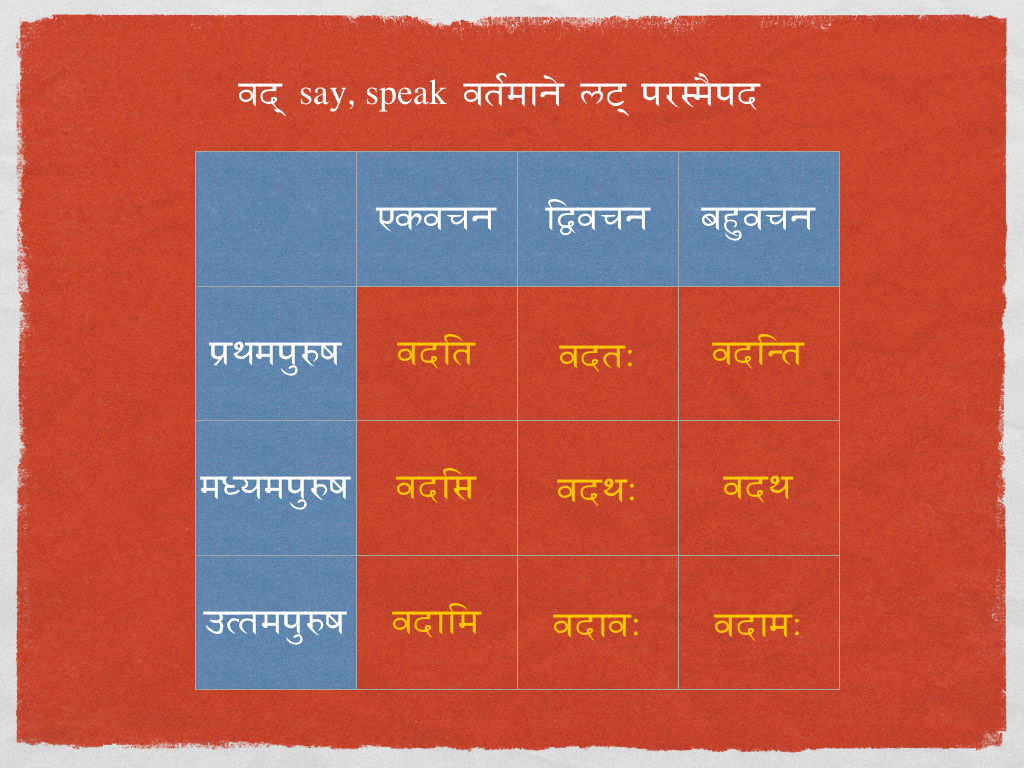 वद् say, speak वर्तमाने लट् परस्मैपद
एकवचन द्विवचन बहुवचन
प्रथमपुरुष वदति वदतः वदन्ति
मध्यमपुरुष वदसि वदथः वदथ
उत्तमपुरुष वदामि वदावः वदामः